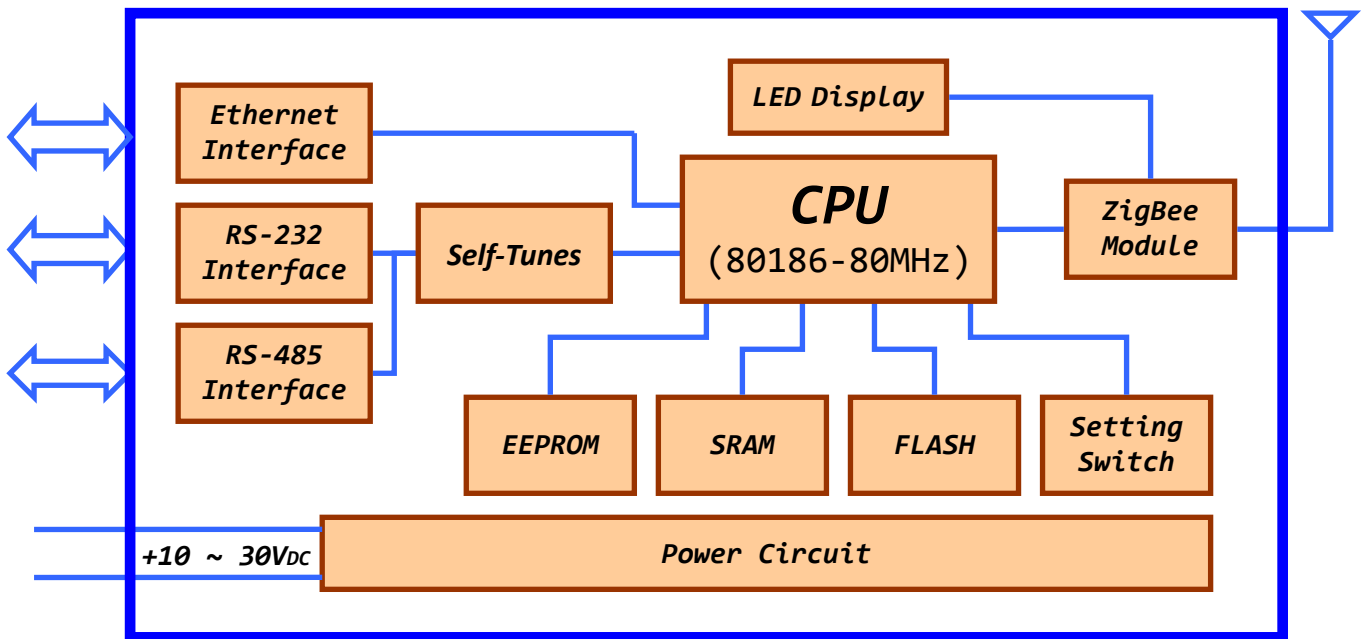 LED Display
Ethernet
Interface
CPU
(80186-80MHz)
ZigBee
Module
RS-232
Interface
Self-Tunes
RS-485
Interface
EEPROM
SRAM
FLASH
Setting
Switch
+10 ~ 30VDC
Power Circuit